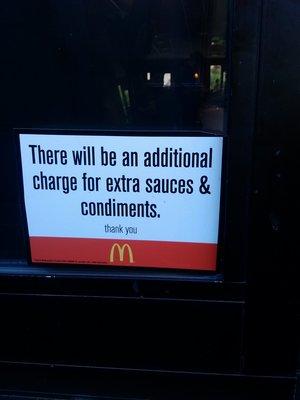 There will be an additional
charge for extra sauces &
condiments.
thank you